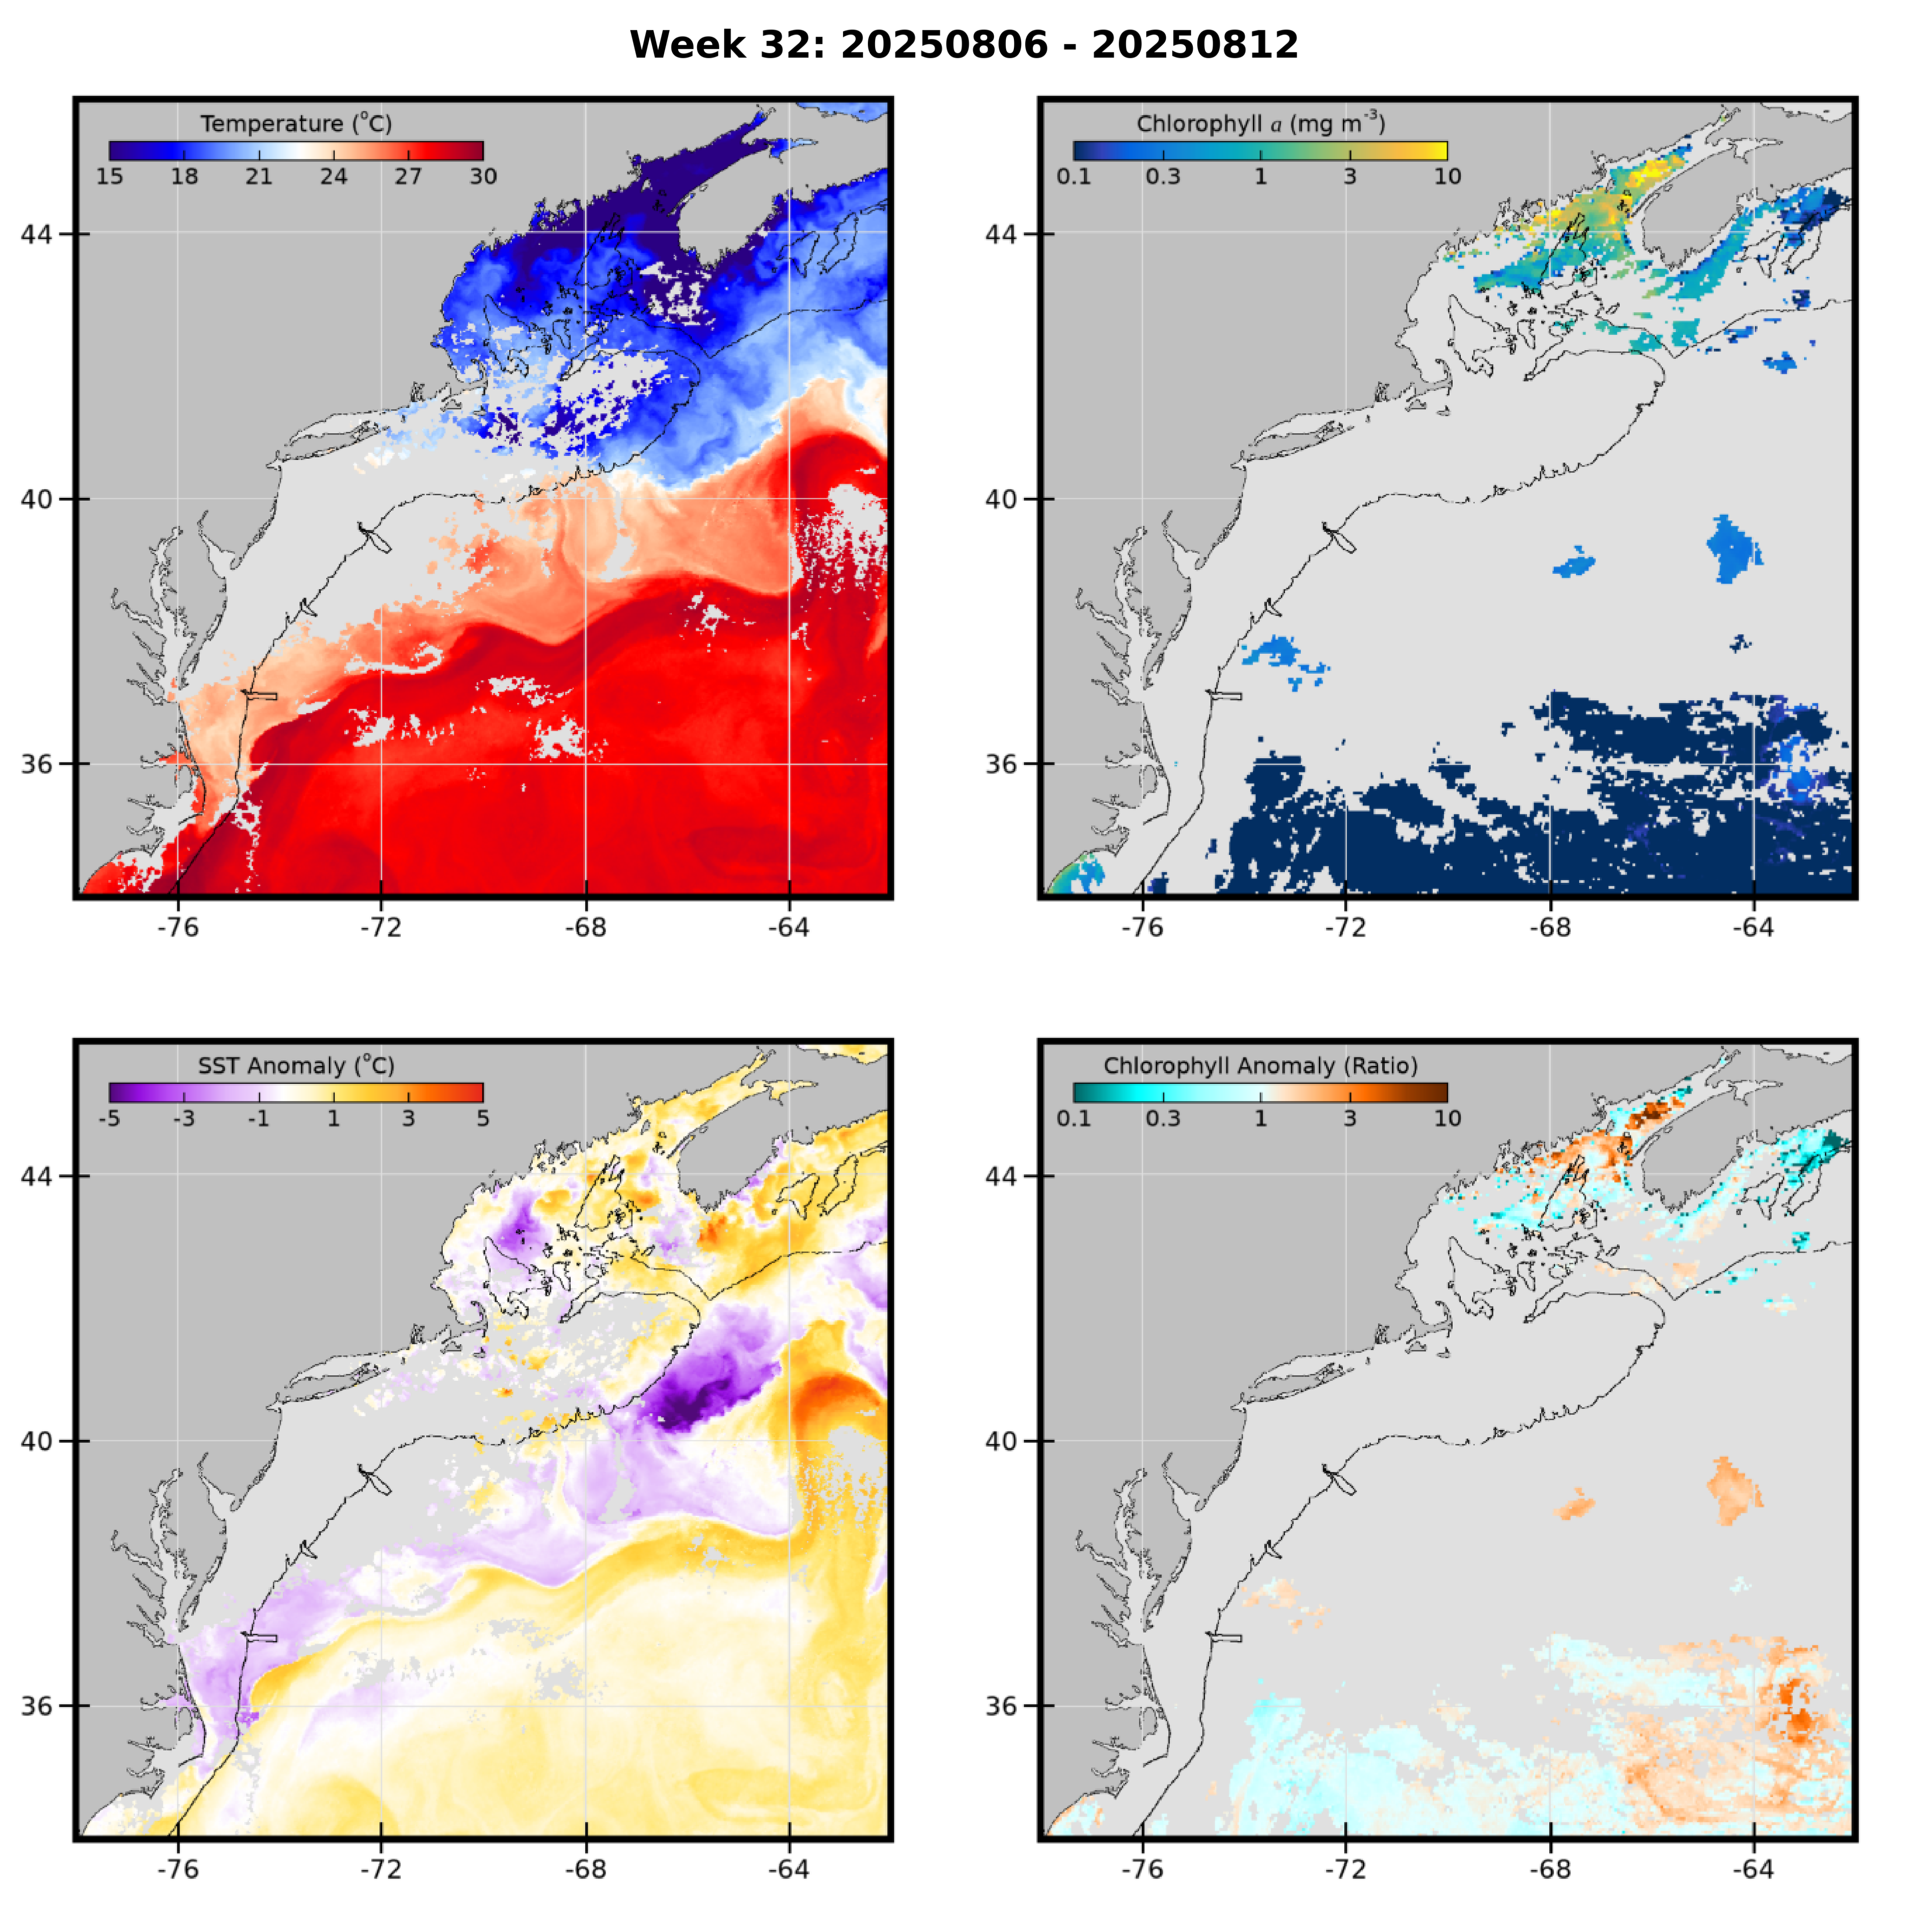 Week 32: 20250806 - 20250812
Temperature (°C)
15 18 21 24 27 30
44
40
36
-76 -72 -68 -64
Chlorophyll a (mg m⁻³)
0.1 0.3 1 3 10
44
40
36
-76 -72 -68 -64
SST Anomaly (°C)
-5 -3 -1 1 3 5
44
40
36
-76 -72 -68 -64
Chlorophyll Anomaly (Ratio)
0.1 0.3 1 3 10
44
40
36
-76 -72 -68 -64